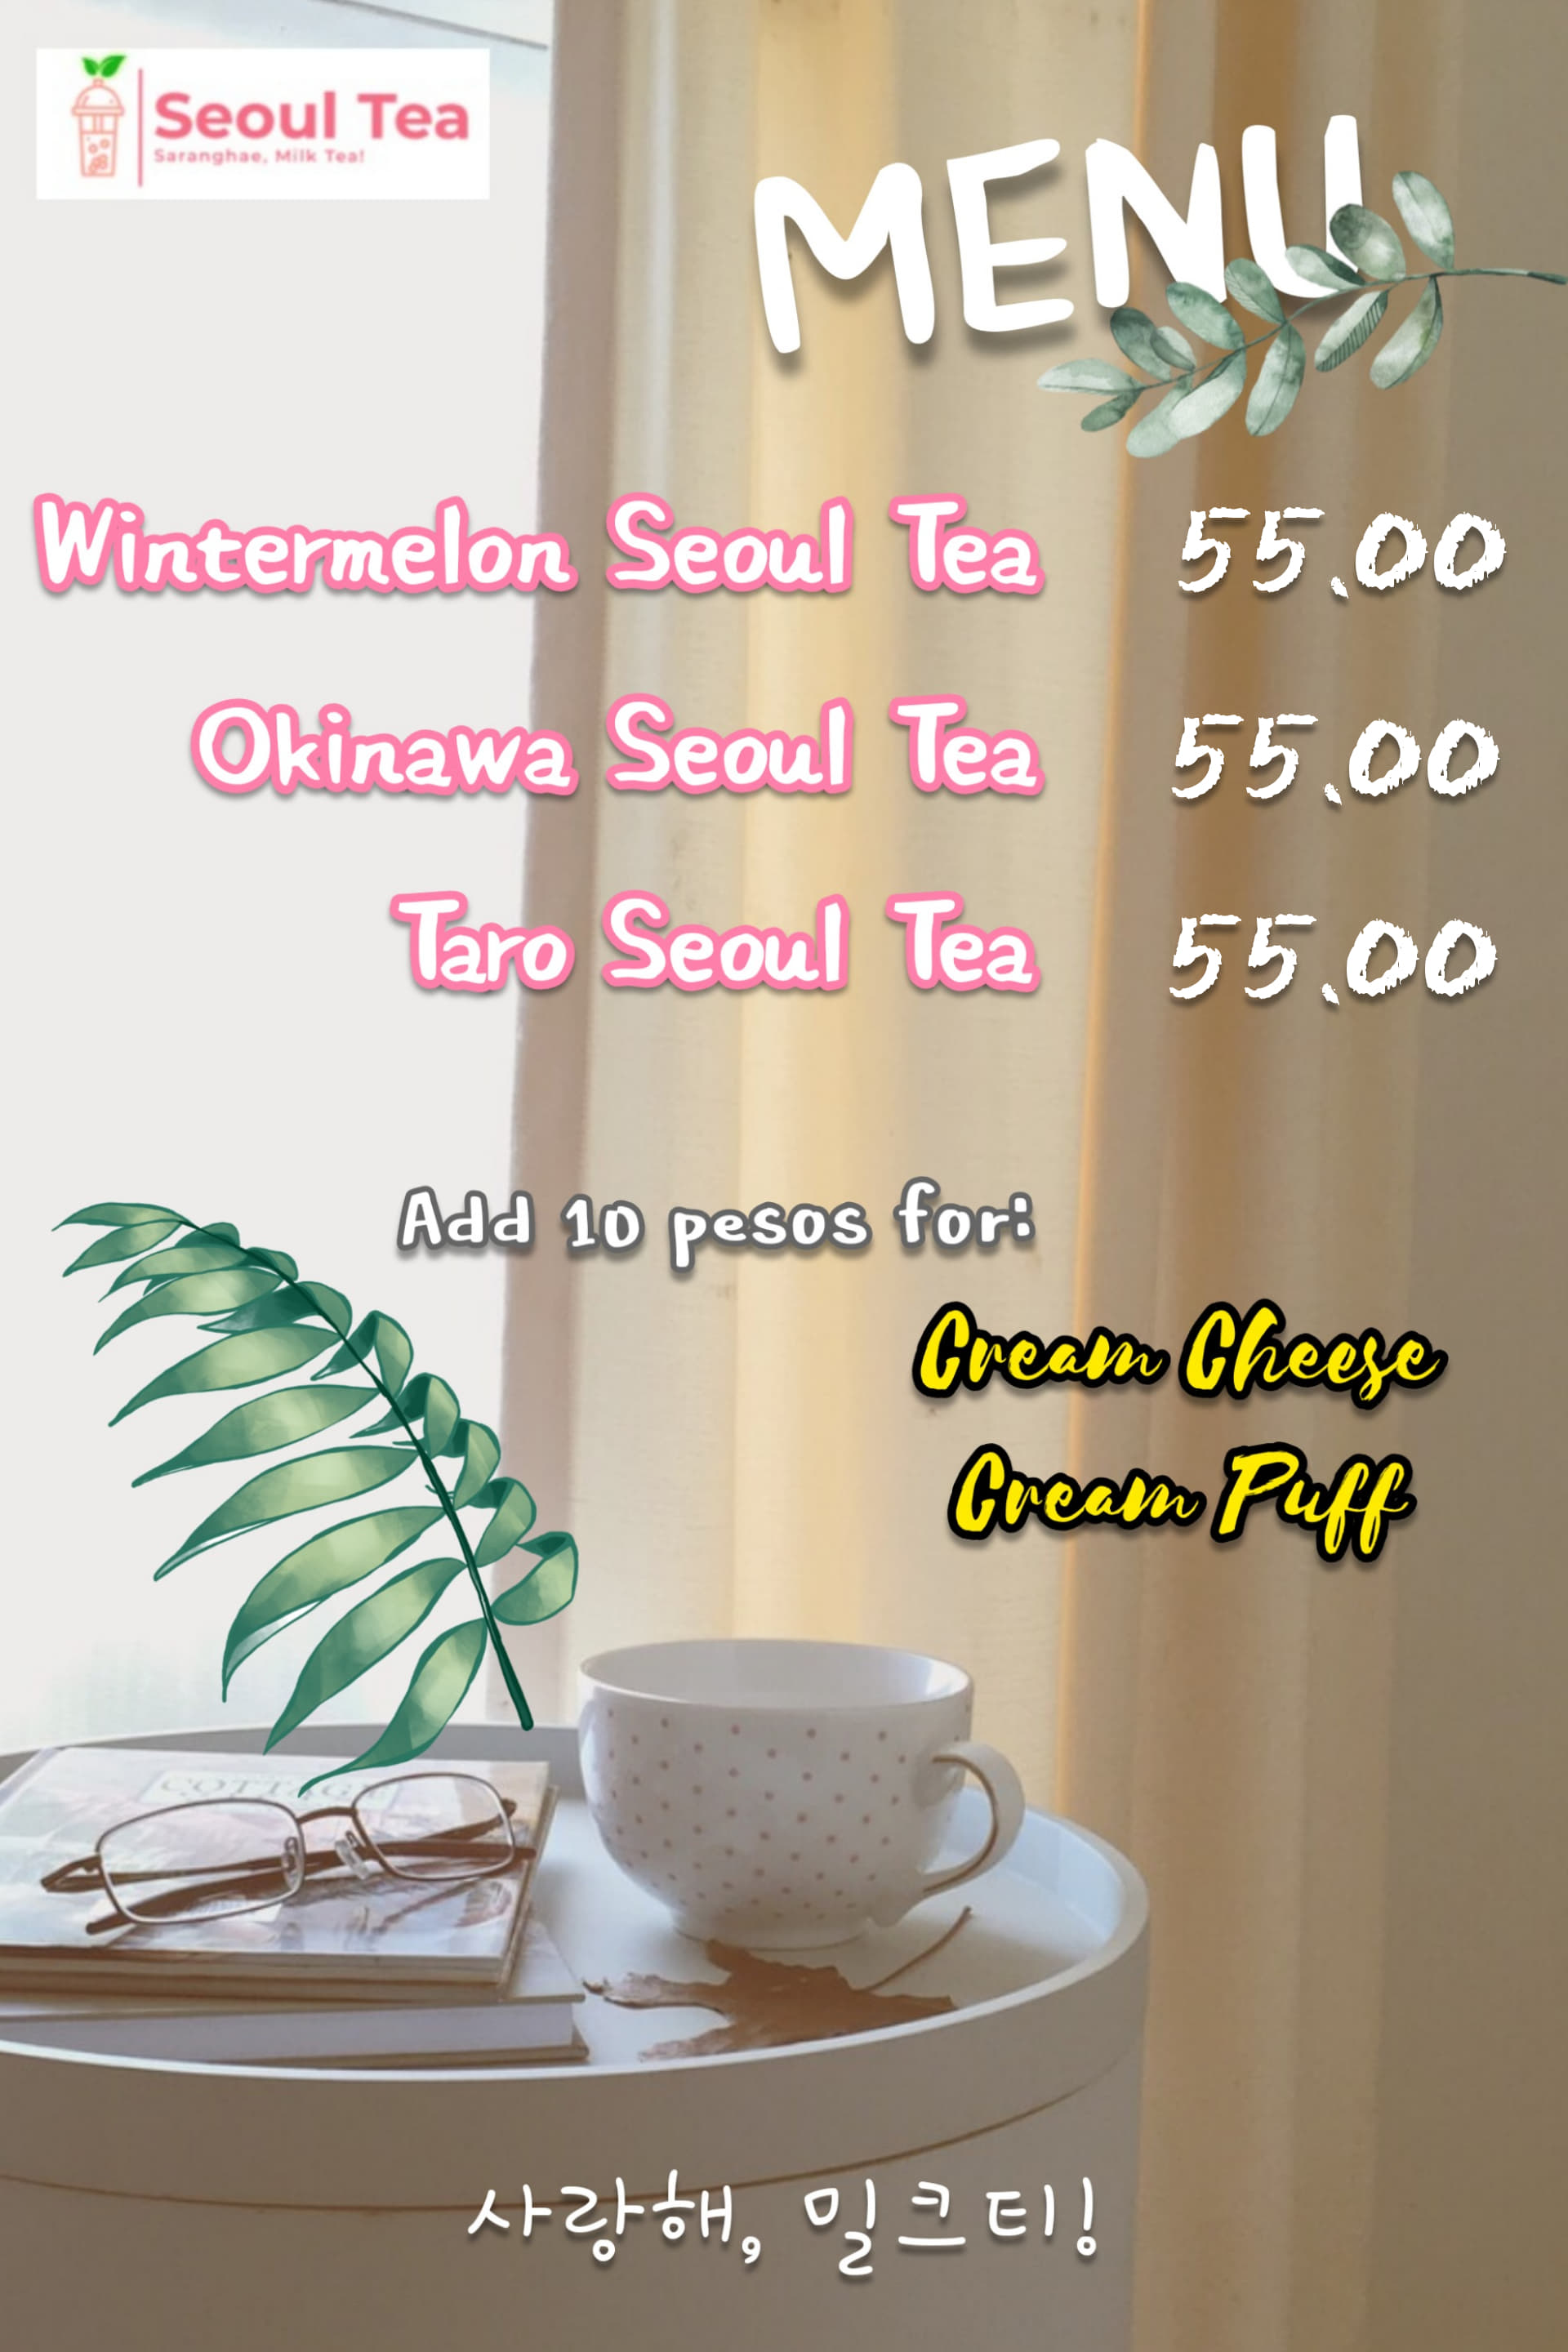 Seoul Tea
Saranghae, Milk Tea!
MENU
Wintermelon Seoul Tea 55.00
Okinawa Seoul Tea 55.00
Taro Seoul Tea 55.00
Add 10 pesos for:
Cream Cheese
Cream Puff
COTTAGE
사랑해, 밀크티!